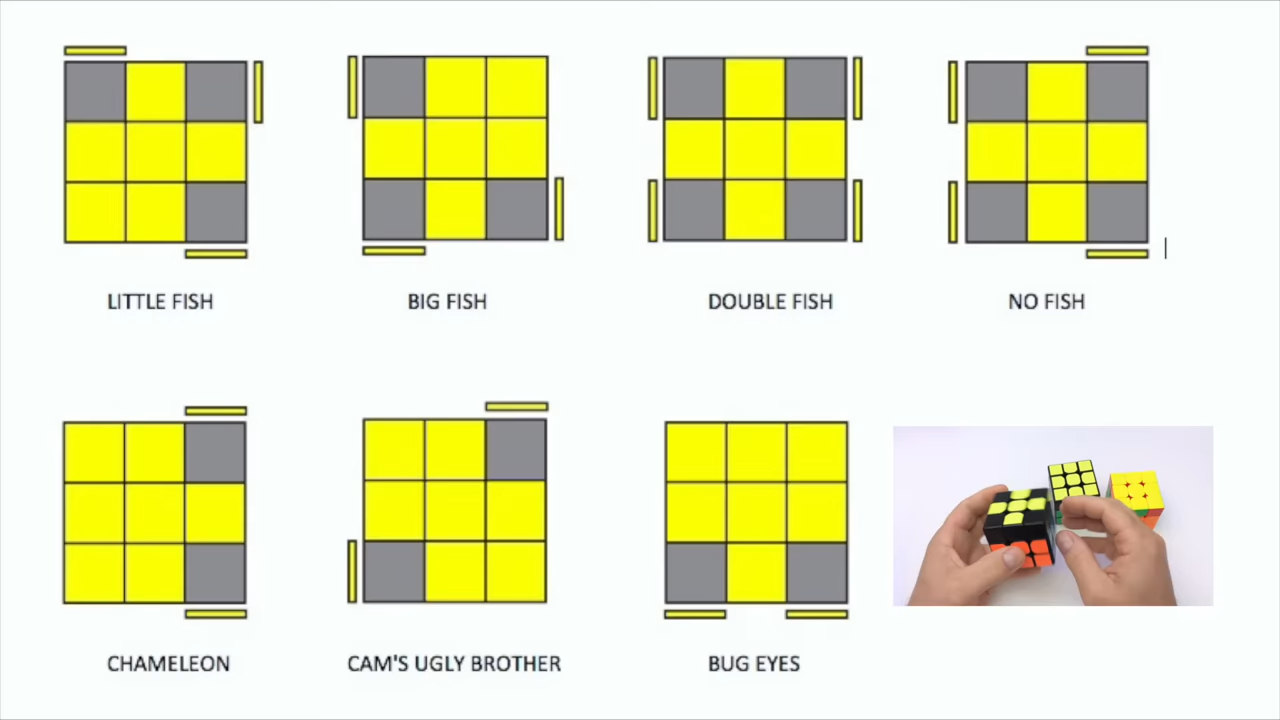 LITTLE FISH
BIG FISH
DOUBLE FISH
NO FISH
CHAMELEON
CAM'S UGLY BROTHER
BUG EYES